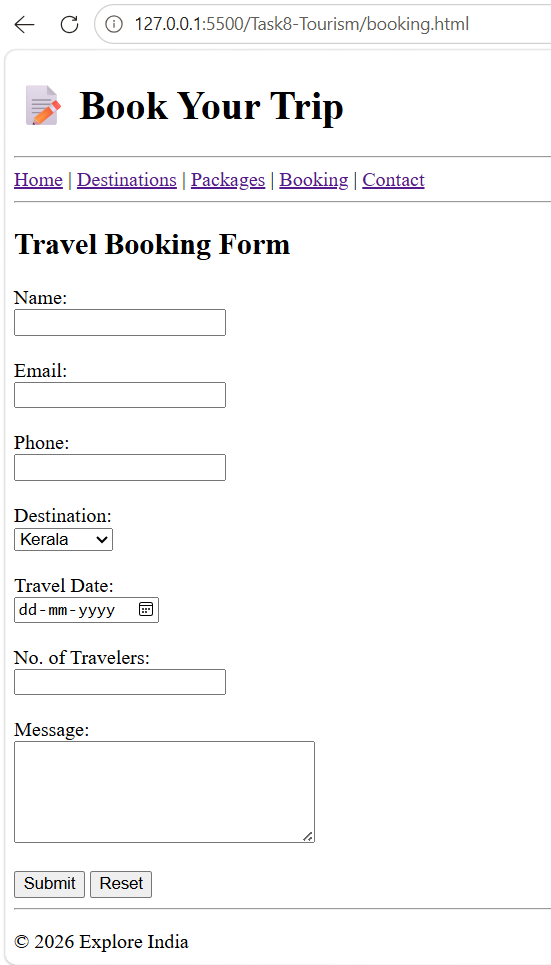 127.0.0.1:5500/Task8-Tourism/booking.html
📝 Book Your Trip
Home | Destinations | Packages | Booking | Contact
Travel Booking Form
Name:
Email:
Phone:
Destination:
Kerala
Travel Date:
dd-mm-yyyy
No. of Travelers:
Message:
Submit Reset
© 2026 Explore India